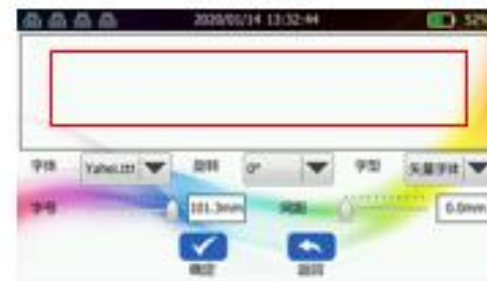 2020/01/14 13:32:44 52%
字体 Yahei.ttf 旋转 0° 字型 矢量字体
字号 101.3mm 间距 0.0mm
确定 返回